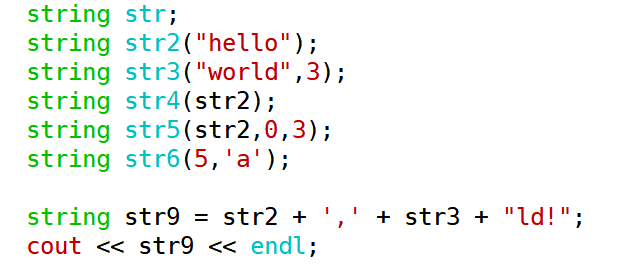 string str;
string str2("hello");
string str3("world",3);
string str4(str2);
string str5(str2,0,3);
string str6(5,'a');
string str9 = str2 + ',' + str3 + "ld!";
cout << str9 << endl;